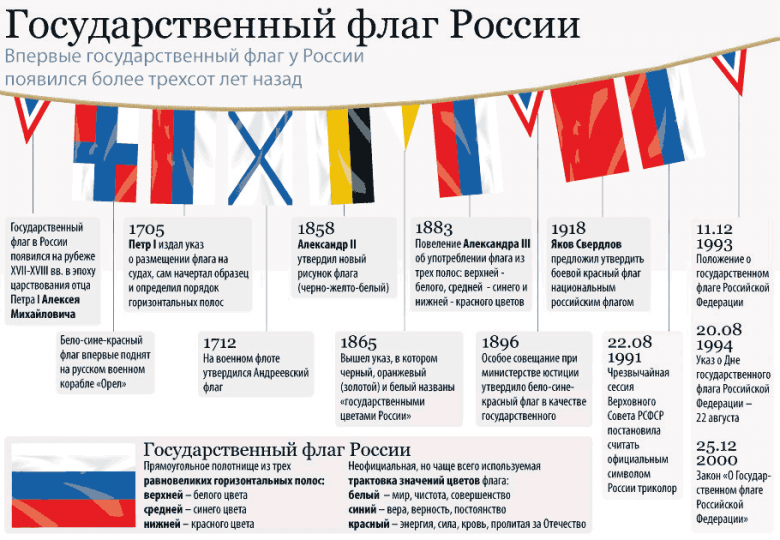 Государственный флаг России
Впервые государственный флаг у России
появился более трехсот лет назад
Государственный
флаг в России
появился на рубеже
XVII-XVIII вв. в эпоху
царствования отца
Петра I Алексея
Михайловича
Бело-сине-красный
флаг впервые поднят
на русском военном
корабле «Орел»
1705
Петр I издал указ
о размещении флага на
судах, сам начертал образец
и определил порядок
горизонтальных полос
1712
На военном флоте
утвердился Андреевский
флаг
1858
Александр II
утвердил новый
рисунок флага
(черно-желто-белый)
1865
Вышел указ, в котором
черный, оранжевый
(золотой) и белый названы
«государственными
цветами России»
1883
Повеление Александра III
об употреблении флага из
трех полос: верхней -
белого, средней - синего и
нижней - красного цветов
1896
Особое совещание при
министерстве юстиции
утвердило бело-сине-
красный флаг в качестве
государственного
1918
Яков Свердлов
предложил утвердить
боевой красный флаг
национальным
российским флагом
22.08
1991
Чрезвычайная
сессия
Верховного
Совета РСФСР
постановила
считать
официальным
символом
России триколор
11.12
1993
Положение о
государственном
флаге Российской
Федерации
20.08
1994
Указ о Дне
государственного
флага Российской
Федерации –
22 августа
25.12
2000
Закон «О Государ-
ственном флаге
Российской
Федерации»
Государственный флаг России
Прямоугольное полотнище из трех
равновеликих горизонтальных полос:
верхней – белого цвета
средней – синего цвета
нижней – красного цвета
Неофициальная, но чаще всего используемая
трактовка значений цветов флага:
белый – мир, чистота, совершенство
синий – вера, верность, постоянство
красный – энергия, сила, кровь, пролитая за Отечество